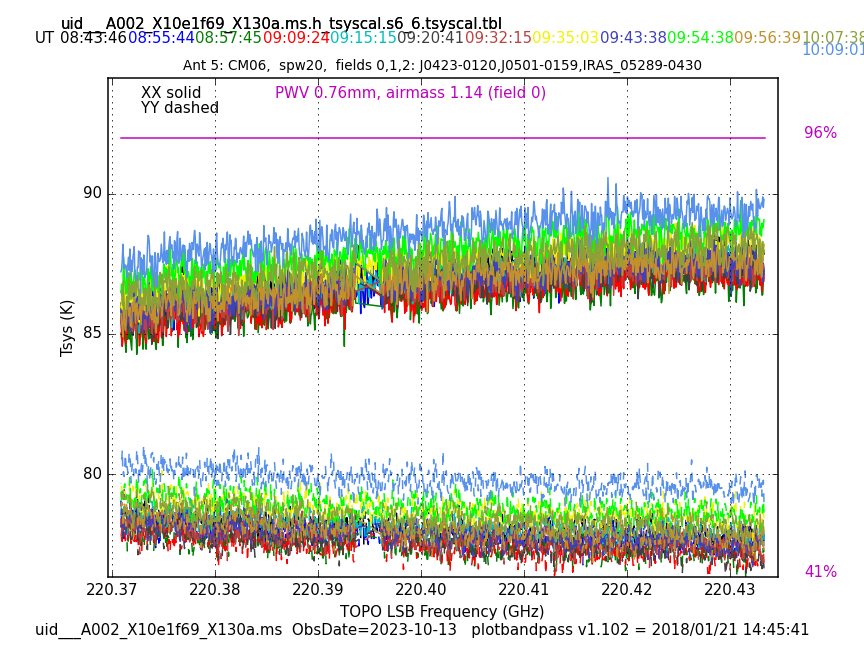 uid___A002_X10e1f69_X130a.ms.h_tsyscal.s6_6.tsyscal.tbl
UT 08:43:46 08:55:44 08:57:45 09:09:24 09:15:15 09:20:41 09:32:15 09:35:03 09:43:38 09:54:38 09:56:39 10:07:38
10:09:01
Ant 5: CM06,  spw20,  fields 0,1,2: J0423-0120,J0501-0159,IRAS_05289-0430
XX solid
YY dashed
PWV 0.76mm, airmass 1.14 (field 0)
96%
90
85
80
Tsys (K)
41%
220.37 220.38 220.39 220.40 220.41 220.42 220.43
TOPO LSB Frequency (GHz)
uid___A002_X10e1f69_X130a.ms  ObsDate=2023-10-13   plotbandpass v1.102 = 2018/01/21 14:45:41